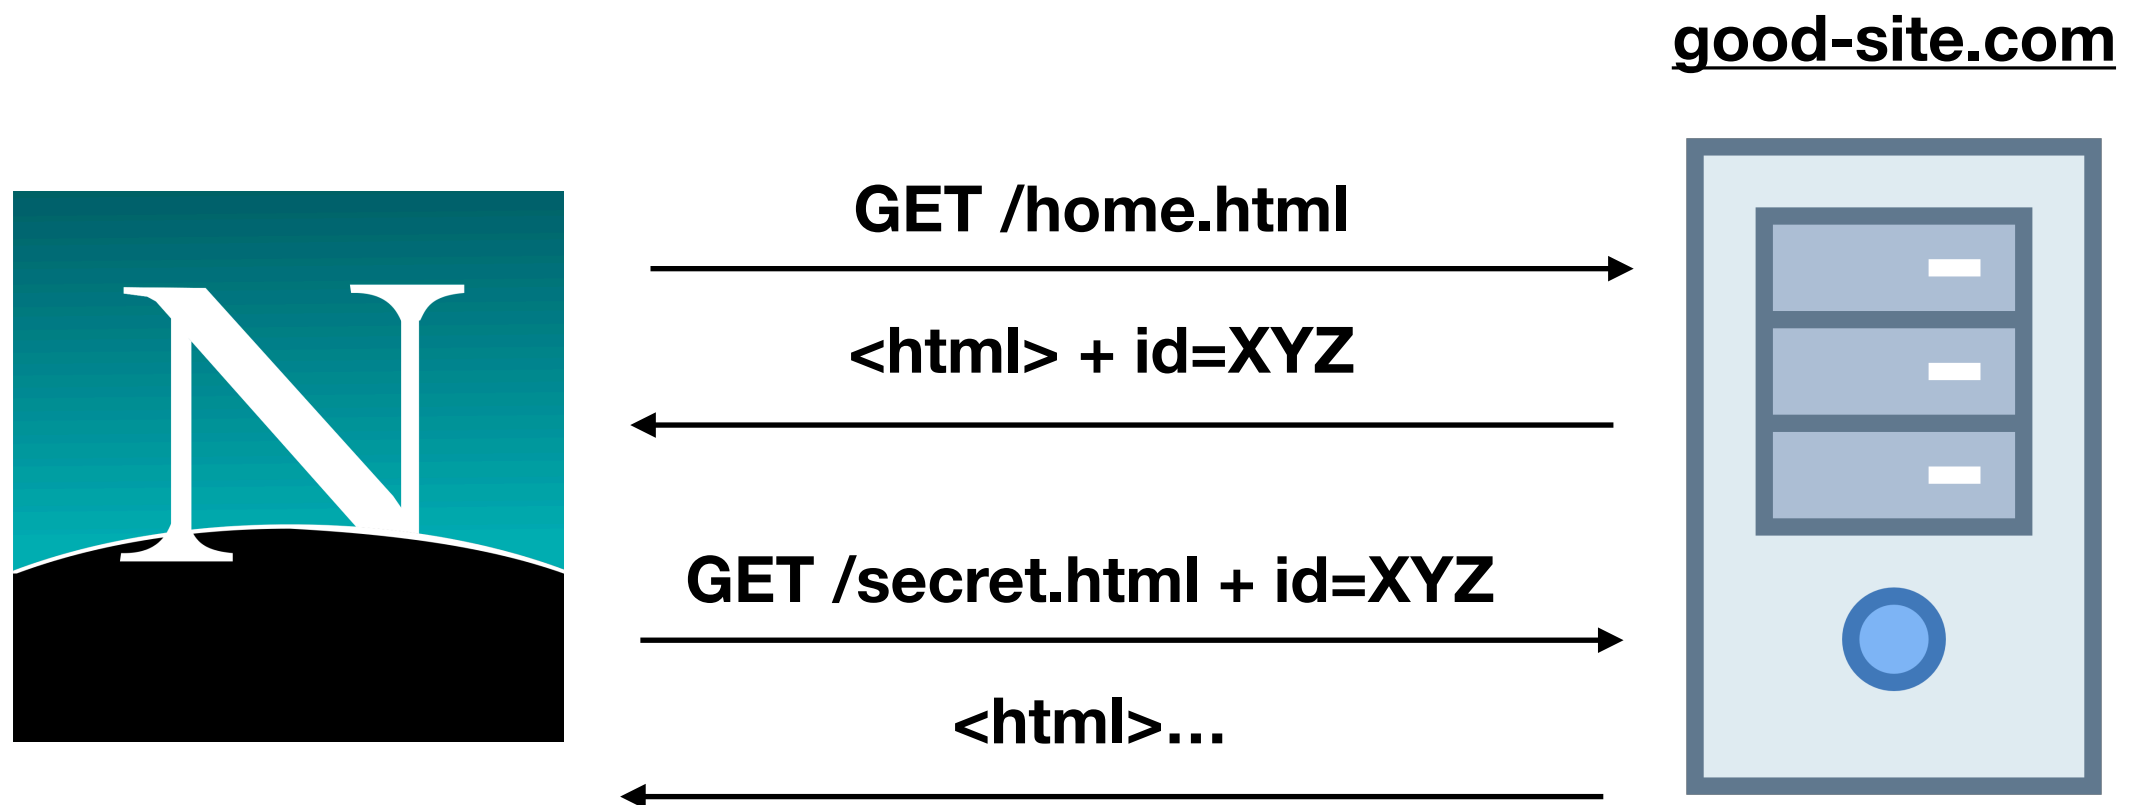 good-site.com
GET /home.html
<html> + id=XYZ
GET /secret.html + id=XYZ
<html>…
N